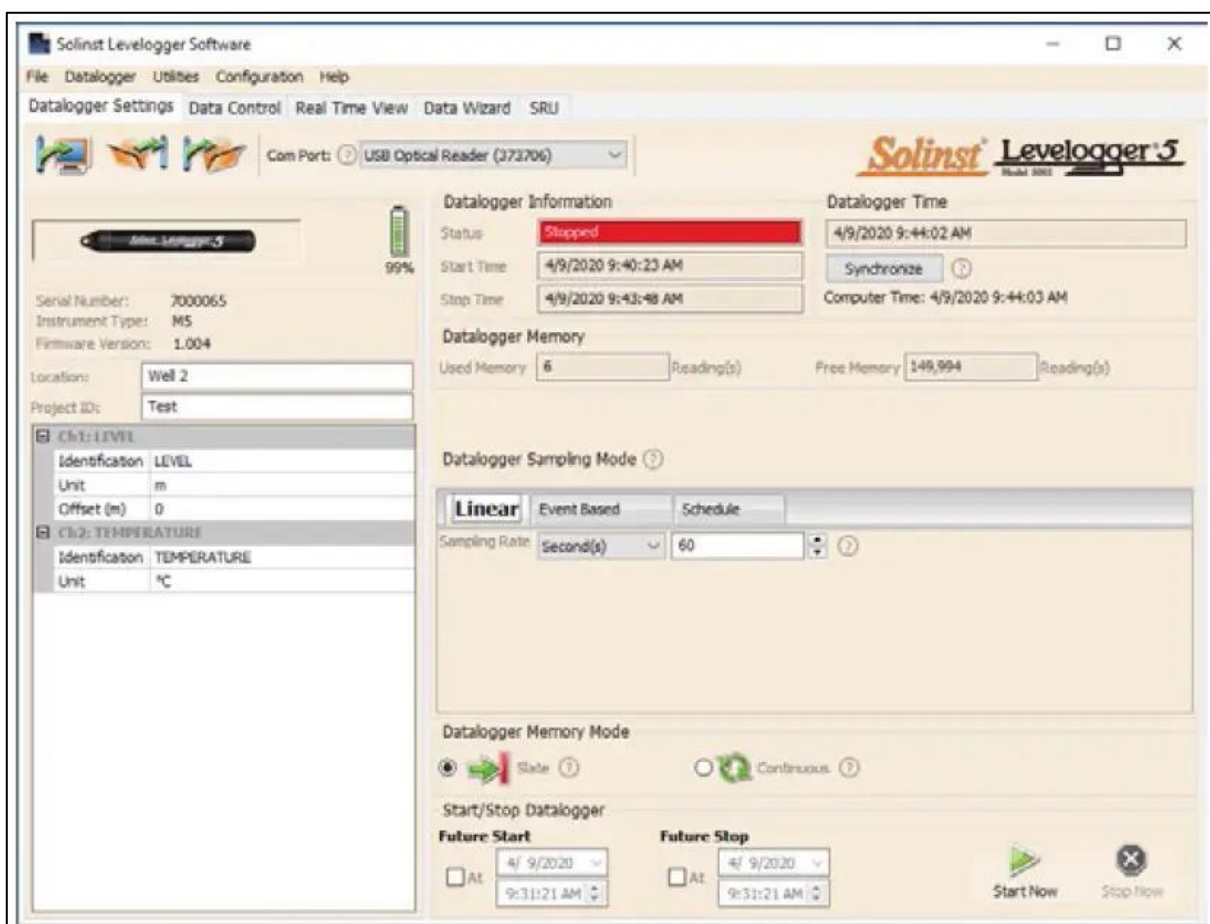 Solinst Levelogger Software
File Datalogger Utilities Configuration Help
Datalogger Settings Data Control Real Time View Data Wizard SRU
Com Port: ? USB Optical Reader (373706)
Solinst Levelogger 5
Datalogger Information
Status Stopped
Start Time 4/9/2020 9:40:23 AM
Stop Time 4/9/2020 9:43:48 AM
Datalogger Time
4/9/2020 9:44:02 AM
Synchronize ?
Computer Time: 4/9/2020 9:44:03 AM
99%
Serial Number: 7000065
Instrument Type: M5
Firmware Version: 1.004
Location: Well 2
Project ID: Test
Ch1: LEVEL
Identification LEVEL
Unit m
Offset (m) 0
Ch2: TEMPERATURE
Identification TEMPERATURE
Unit °C
Datalogger Memory
Used Memory 6 Reading(s) Free Memory 149,994 Reading(s)
Datalogger Sampling Mode ?
Linear Event Based Schedule
Sampling Rate Second(s) 60 ?
Datalogger Memory Mode
Slate ? Continuous ?
Start/Stop Datalogger
Future Start
At 4/ 9/2020
9:31:21 AM
Future Stop
At 4/ 9/2020
9:31:21 AM
Start Now Stop Now